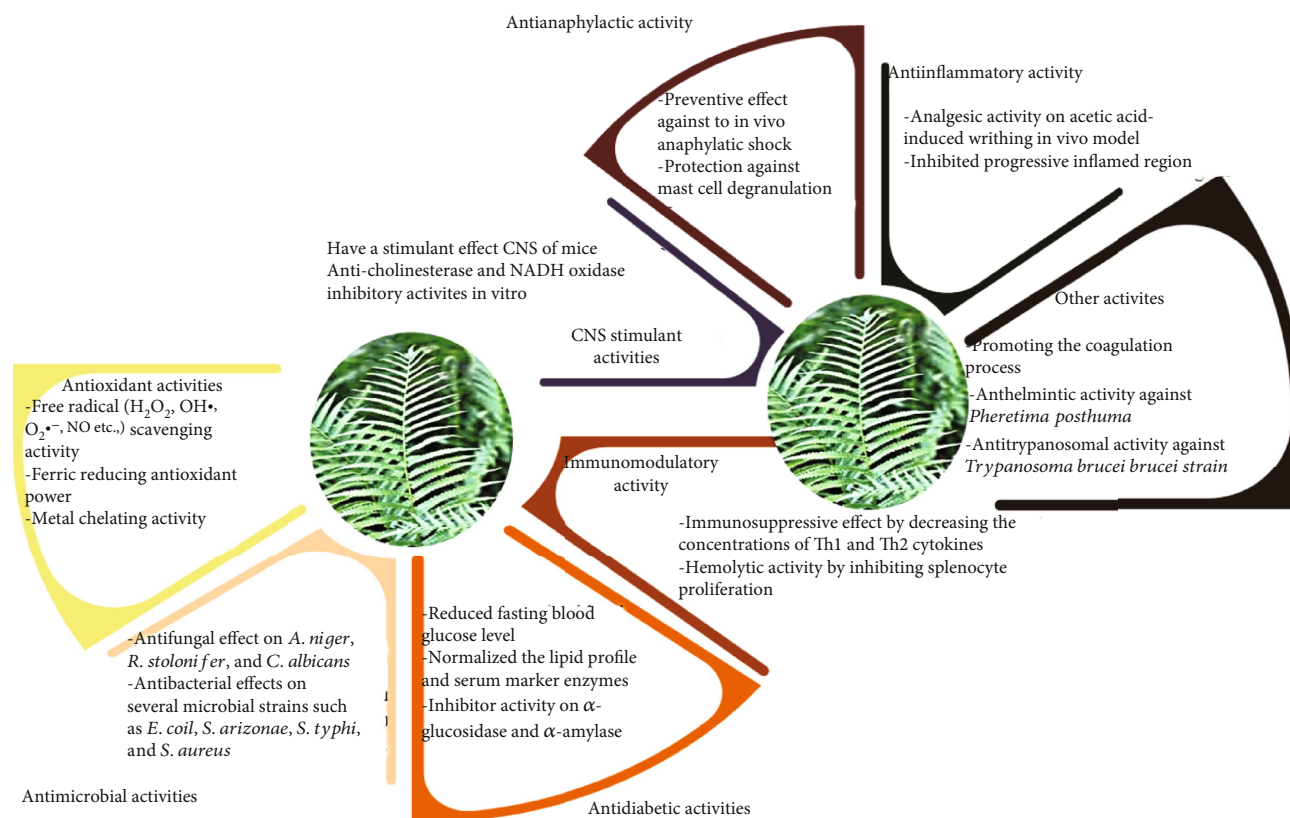 Antianaphylactic activity
-Preventive effect
against to in vivo
anaphylatic shock
-Protection against
mast cell degranulation
Antiinflammatory activity
-Analgesic activity on acetic acid-
induced writhing in vivo model
-Inhibited progressive inflamed region
Have a stimulant effect CNS of mice
Anti-cholinesterase and NADH oxidase
inhibitory activites in vitro
CNS stimulant
activities
Other activites
-Promoting the coagulation
process
-Anthelmintic activity against
Pheretima posthuma
-Antitrypanosomal activity against
Trypanosoma brucei brucei strain
Antioxidant activities
-Free radical (H₂O₂, OH•,
O₂•⁻, NO etc.,) scavenging
activity
-Ferric reducing antioxidant
power
-Metal chelating activity
Immunomodulatory
activity
-Immunosuppressive effect by decreasing the
concentrations of Th1 and Th2 cytokines
-Hemolytic activity by inhibiting splenocyte
proliferation
-Antifungal effect on A. niger,
R. stolonifer, and C. albicans
-Antibacterial effects on
several microbial strains such
as E. coil, S. arizonae, S. typhi,
and S. aureus
Antimicrobial activities
-Reduced fasting blood
glucose level
-Normalized the lipid profile
and serum marker enzymes
-Inhibitor activity on α-
glucosidase and α-amylase
Antidiabetic activities